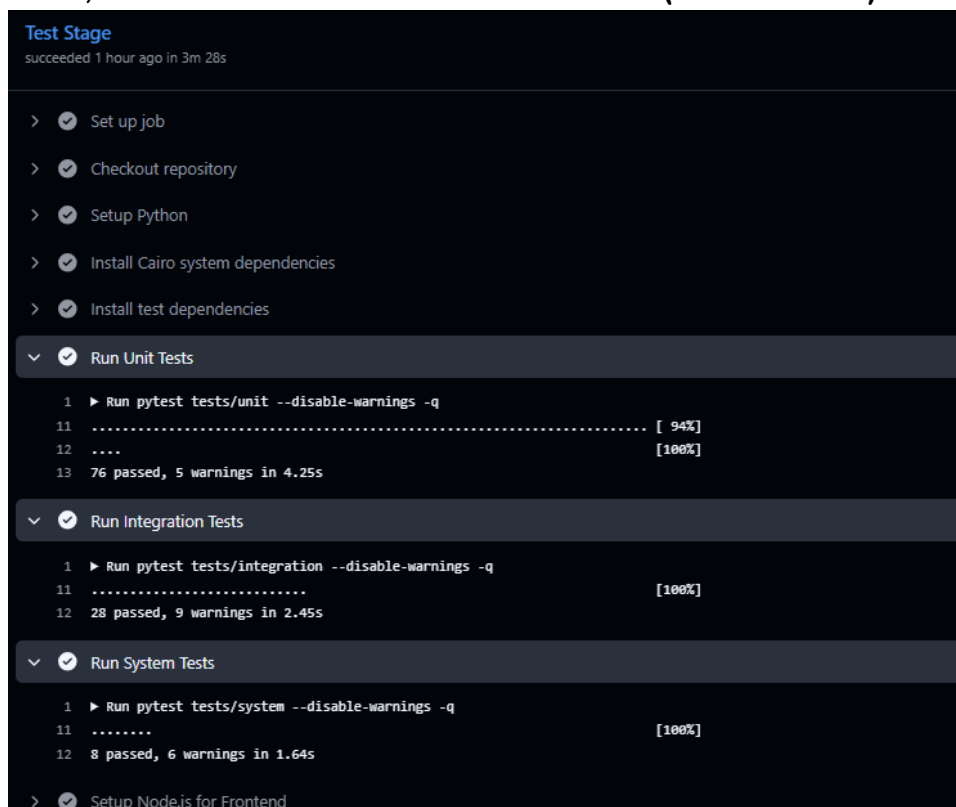 Test Stage
succeeded 1 hour ago in 3m 28s
Set up job
Checkout repository
Setup Python
Install Cairo system dependencies
Install test dependencies
Run Unit Tests
1 ▶ Run pytest tests/unit --disable-warnings -q
11 ........................................................................ [ 94%]
12 .... [100%]
13 76 passed, 5 warnings in 4.25s
Run Integration Tests
1 ▶ Run pytest tests/integration --disable-warnings -q
11 ............................ [100%]
12 28 passed, 9 warnings in 2.45s
Run System Tests
1 ▶ Run pytest tests/system --disable-warnings -q
11 ........ [100%]
12 8 passed, 6 warnings in 1.64s
Setup Node.js for Frontend